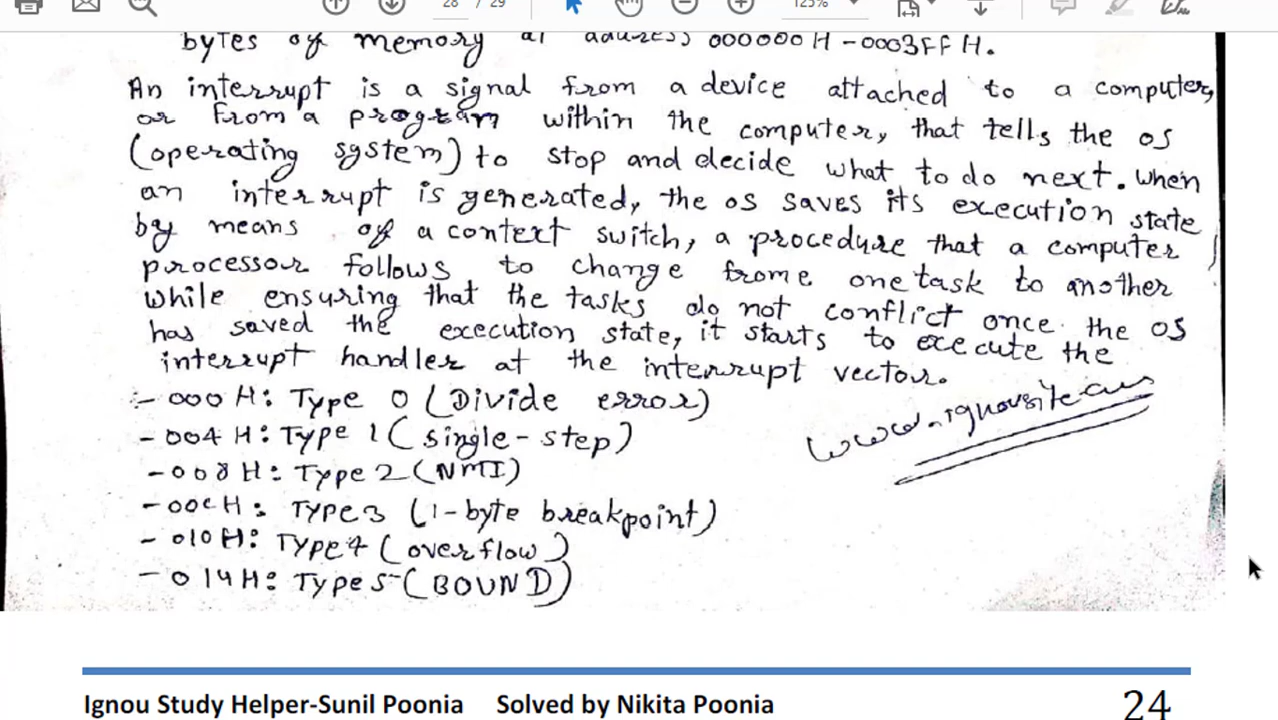 28 / 29
125%
bytes of memory at address 000000H-0003FFH.
An interrupt is a signal from a device attached to a computer,
or from a program within the computer, that tells the OS
(operating system) to stop and decide what to do next. When
an interrupt is generated, the OS saves its execution state
by means of a context switch, a procedure that a computer
processor follows to change frome one task to another
while ensuring that the tasks do not conflict once the OS
has saved the execution state, it starts to execute the
interrupt handler at the interrupt vector.
-000H: Type 0 (Divide error)
-004H: Type 1 (single-step)
www.ignousite.com
-008H: Type 2 (NMI)
-00CH: Type 3 (1-byte breakpoint)
-010H: Type 4 (overflow)
-014H: Type 5 (BOUND)
Ignou Study Helper-Sunil Poonia Solved by Nikita Poonia 24